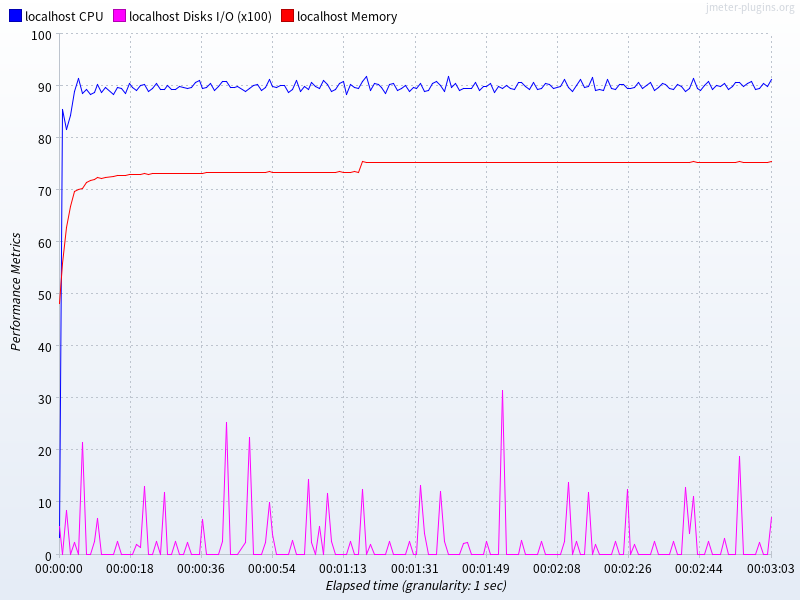 jmeter-plugins.org
localhost CPU localhost Disks I/O (x100) localhost Memory
100
90
80
70
60
50
40
30
20
10
0
Performance Metrics
00:00:00 00:00:18 00:00:36 00:00:54 00:01:13 00:01:31 00:01:49 00:02:08 00:02:26 00:02:44 00:03:03
Elapsed time (granularity: 1 sec)